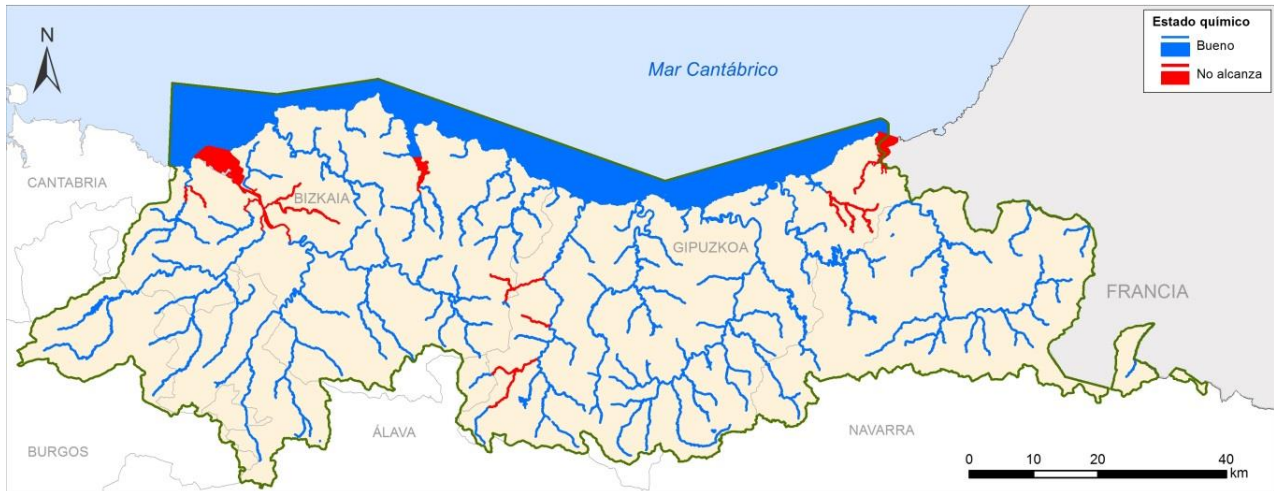 N
Mar Cantábrico
Estado químico
Bueno
No alcanza
CANTABRIA
BIZKAIA
GIPUZKOA
FRANCIA
BURGOS
ÁLAVA
NAVARRA
0 10 20 40
km